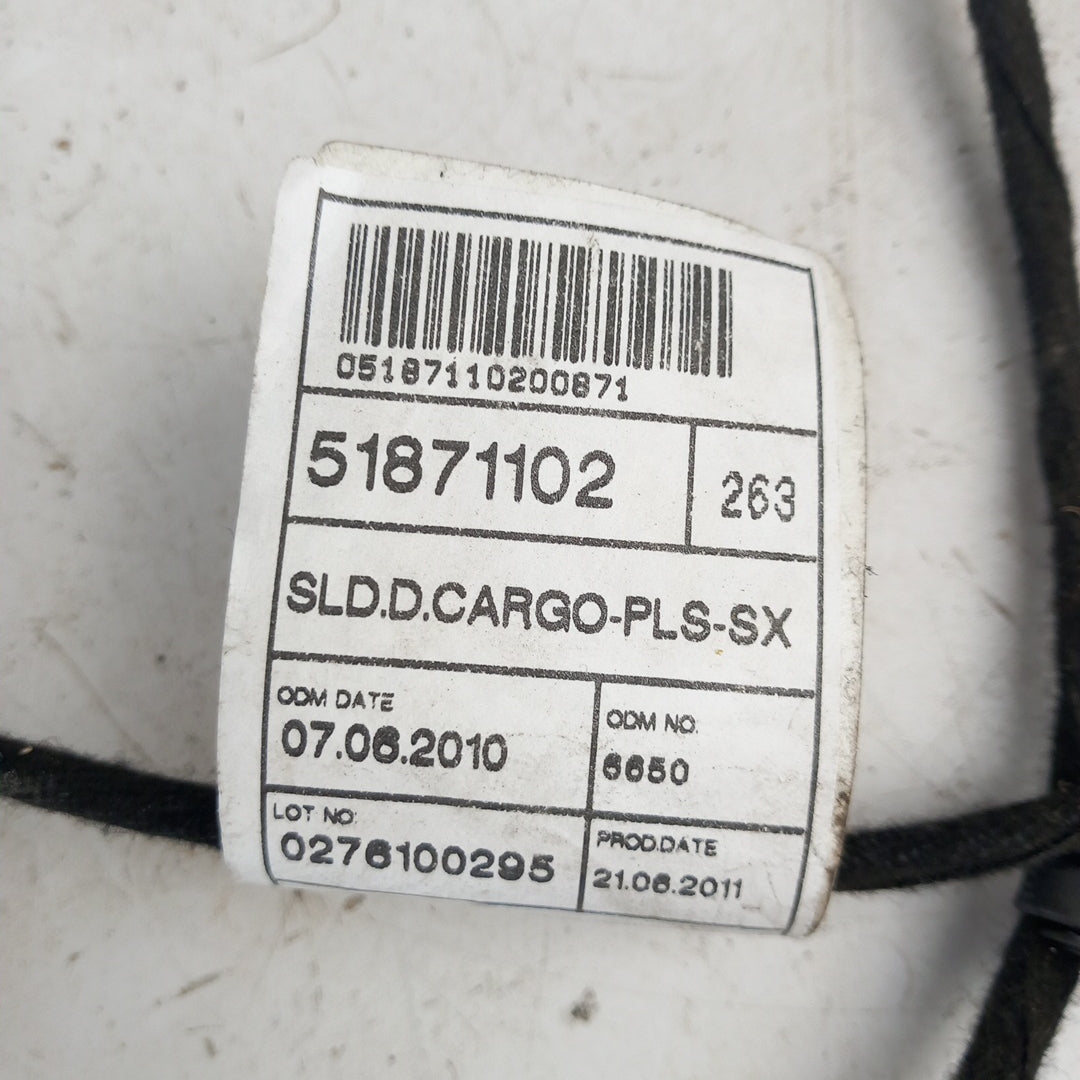 05187110200871
51871102
263
SLD.D.CARGO-PLS-SX
ODM DATE
07.06.2010
ODM NO:
6650
LOT NO:
0276100295
PROD.DATE
21.06.2011